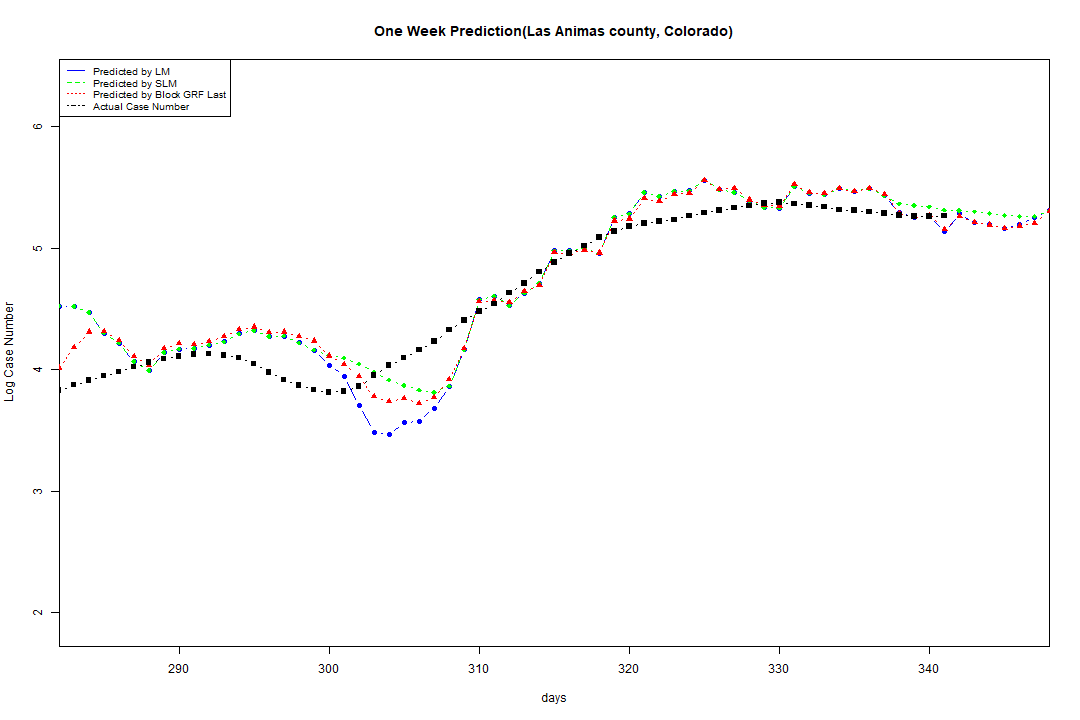 One Week Prediction(Las Animas county, Colorado)
Predicted by LM
Predicted by SLM
Predicted by Block GRF Last
Actual Case Number
6
5
4
3
2
Log Case Number
290 300 310 320 330 340
days